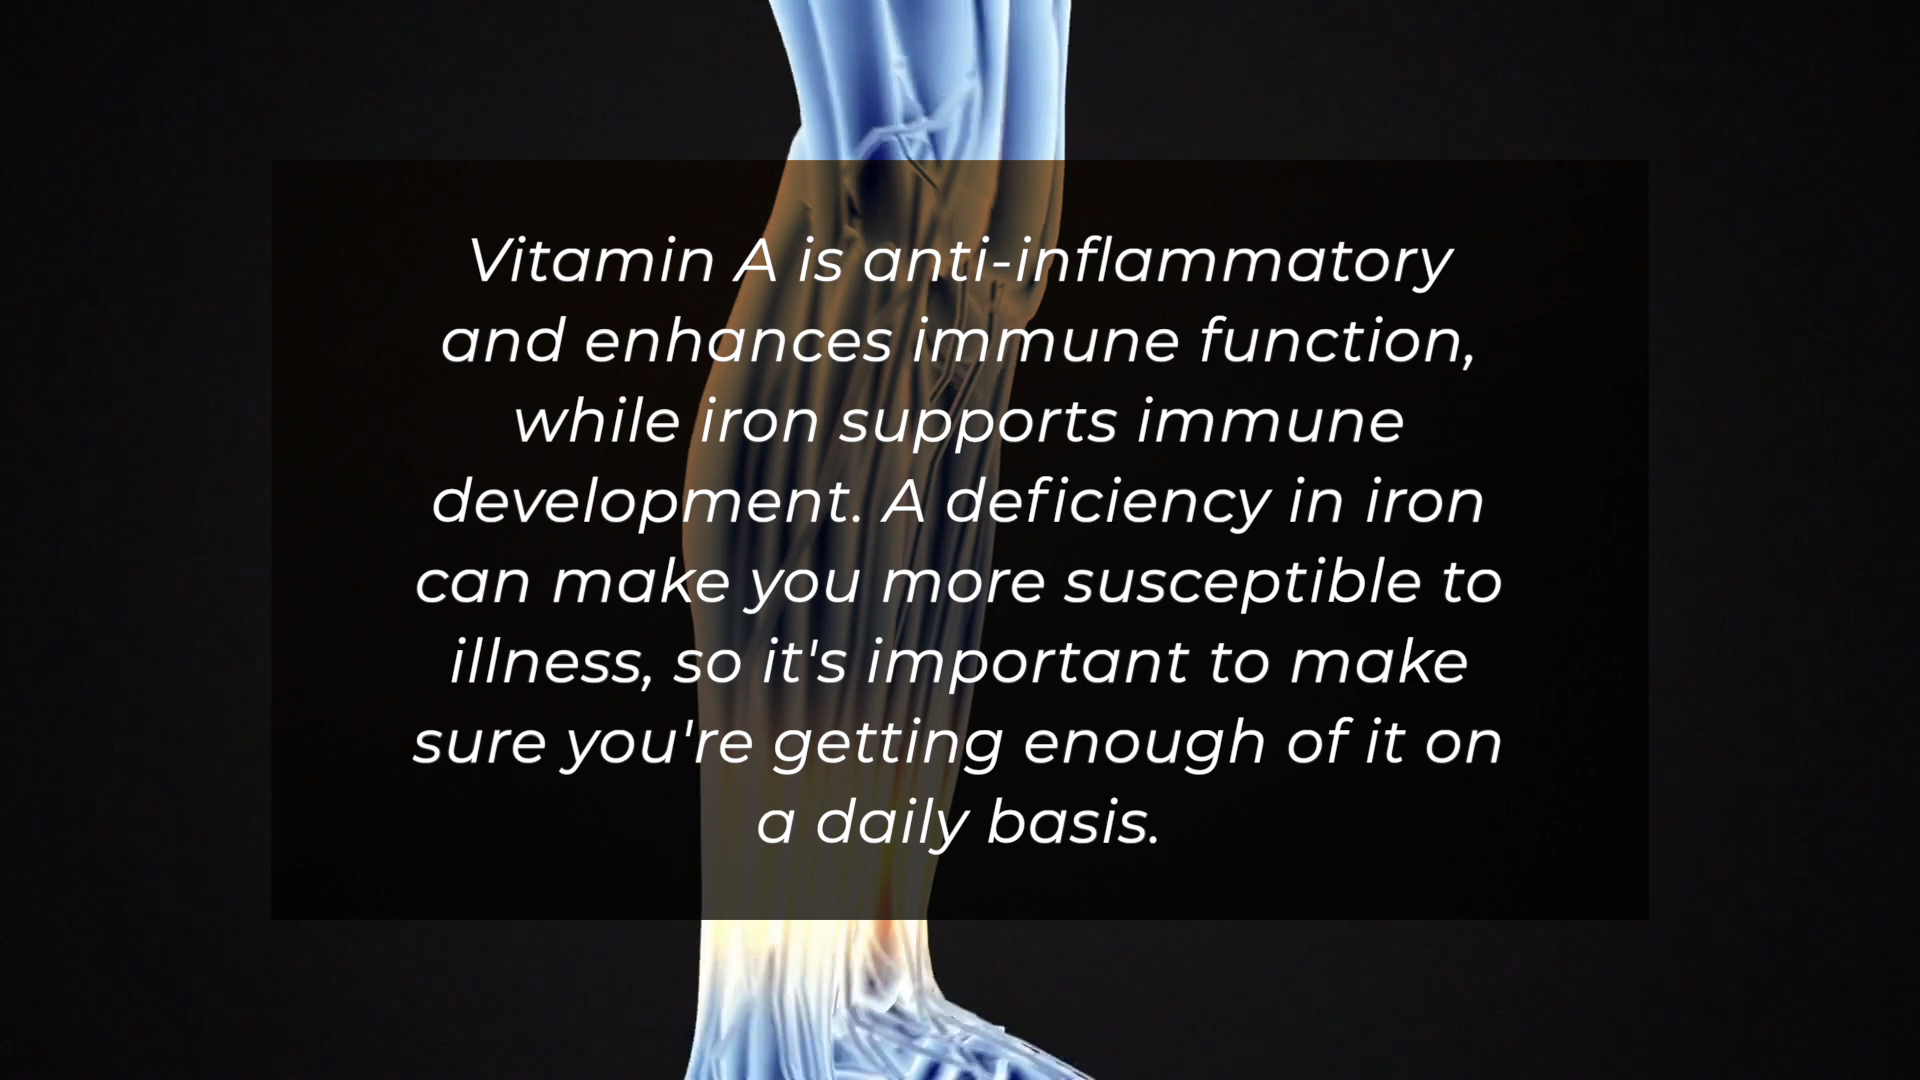 Vitamin A is anti-inflammatory
and enhances immune function,
while iron supports immune
development. A deficiency in iron
can make you more susceptible to
illness, so it's important to make
sure you're getting enough of it on
a daily basis.